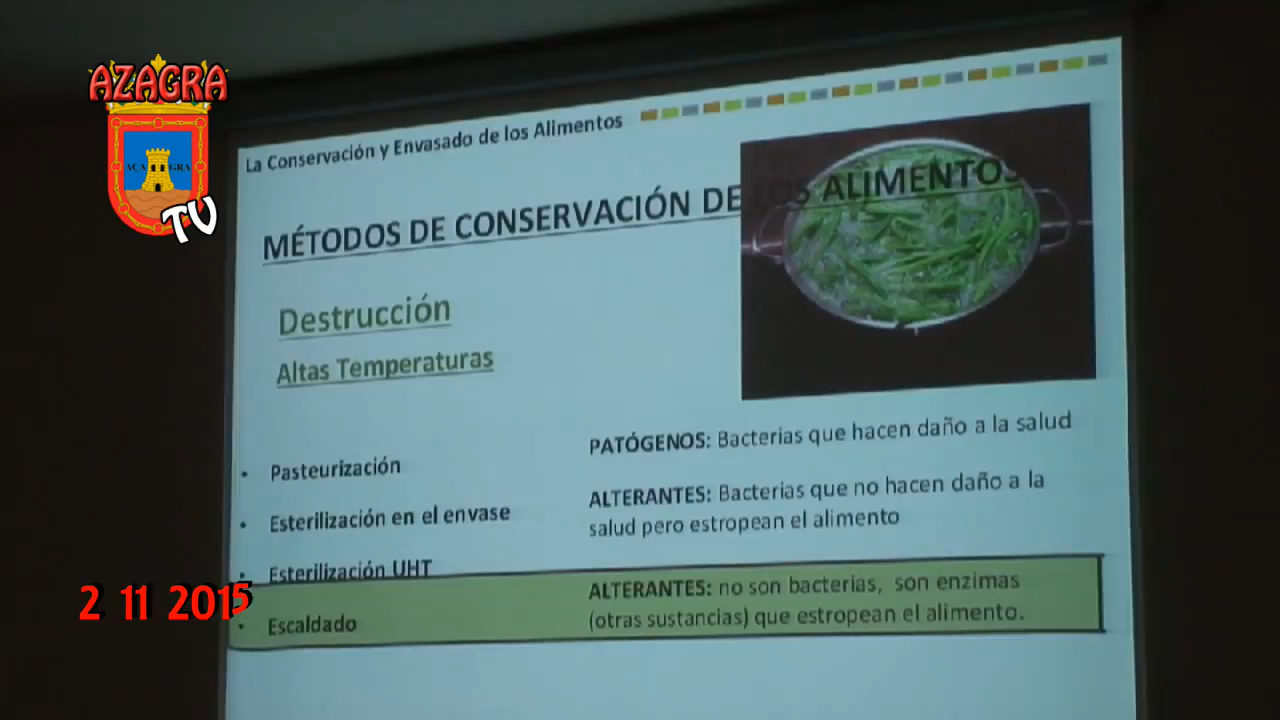 AZAGRA
ACA GRA
TV
La Conservación y Envasado de los Alimentos
MÉTODOS DE CONSERVACIÓN DE LOS ALIMENTOS
Destrucción
Altas Temperaturas
• Pasteurización
• Esterilización en el envase
• Esterilización UHT
• Escaldado
PATÓGENOS: Bacterias que hacen daño a la salud
ALTERANTES: Bacterias que no hacen daño a la
salud pero estropean el alimento
ALTERANTES: no son bacterias, son enzimas
(otras sustancias) que estropean el alimento.
2 11 2015